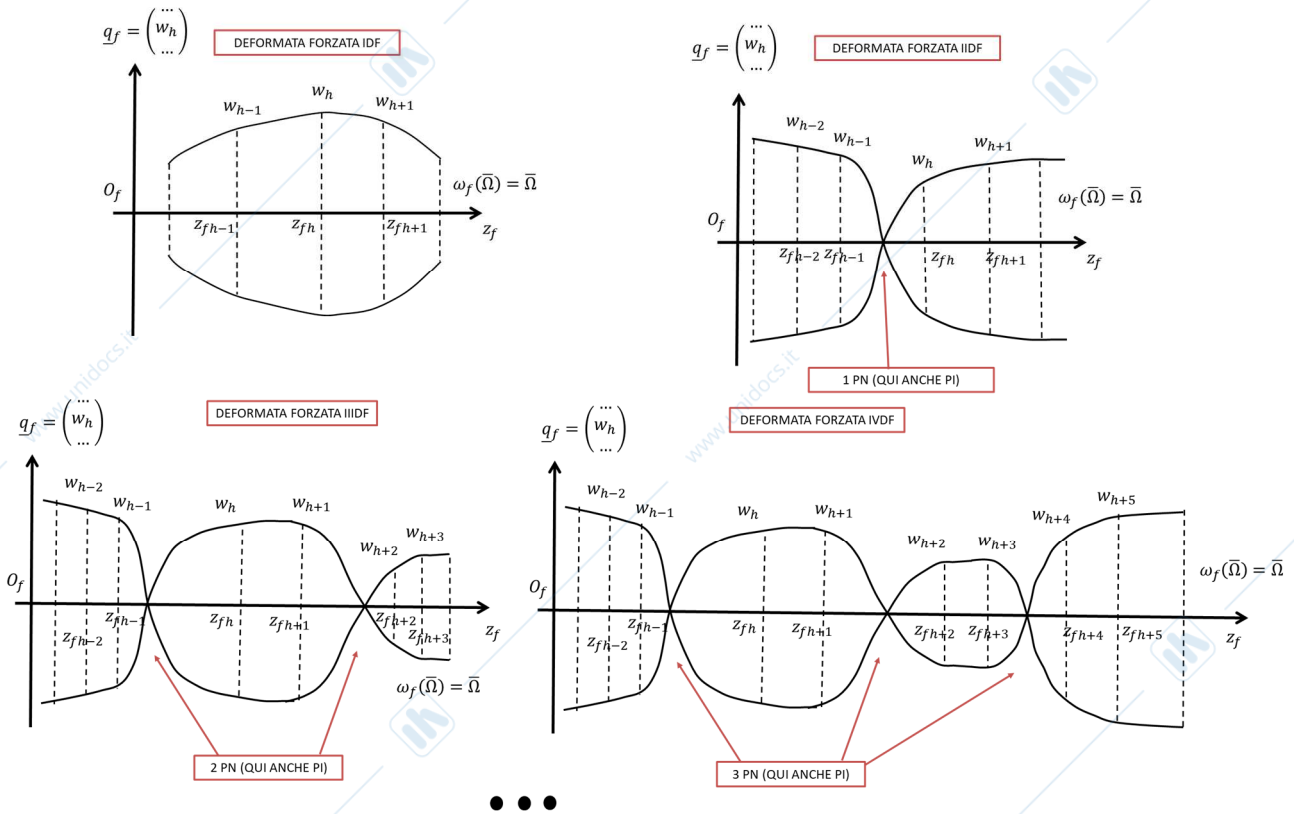 q_f = (... w_h ...)
DEFORMATA FORZATA IDF
w_{h-1}
w_h
w_{h+1}
O_f
ω_f(Ω̅) = Ω̅
z_{fh-1}
z_{fh}
z_{fh+1}
z_f
q_f = (... w_h ...)
DEFORMATA FORZATA IIDF
w_{h-2}
w_{h-1}
w_h
w_{h+1}
ω_f(Ω̅) = Ω̅
O_f
z_{fh-2}
z_{fh-1}
z_{fh}
z_{fh+1}
z_f
1 PN (QUI ANCHE PI)
www.unidocs.it
www.unidocs.it
q_f = (... w_h ...)
DEFORMATA FORZATA IIIDF
w_{h-2}
w_{h-1}
w_h
w_{h+1}
w_{h+2}
w_{h+3}
O_f
z_{fh-2}
z_{fh-1}
z_{fh}
z_{fh+1}
z_{fh+2}
z_{fh+3}
z_f
ω_f(Ω̅) = Ω̅
2 PN (QUI ANCHE PI)
q_f = (... w_h ...)
DEFORMATA FORZATA IVDF
w_{h-2}
w_{h-1}
w_h
w_{h+1}
w_{h+2}
w_{h+3}
w_{h+4}
w_{h+5}
ω_f(Ω̅) = Ω̅
O_f
z_{fh-2}
z_{fh-1}
z_{fh}
z_{fh+1}
z_{fh+2}
z_{fh+3}
z_{fh+4}
z_{fh+5}
z_f
3 PN (QUI ANCHE PI)
● ● ●